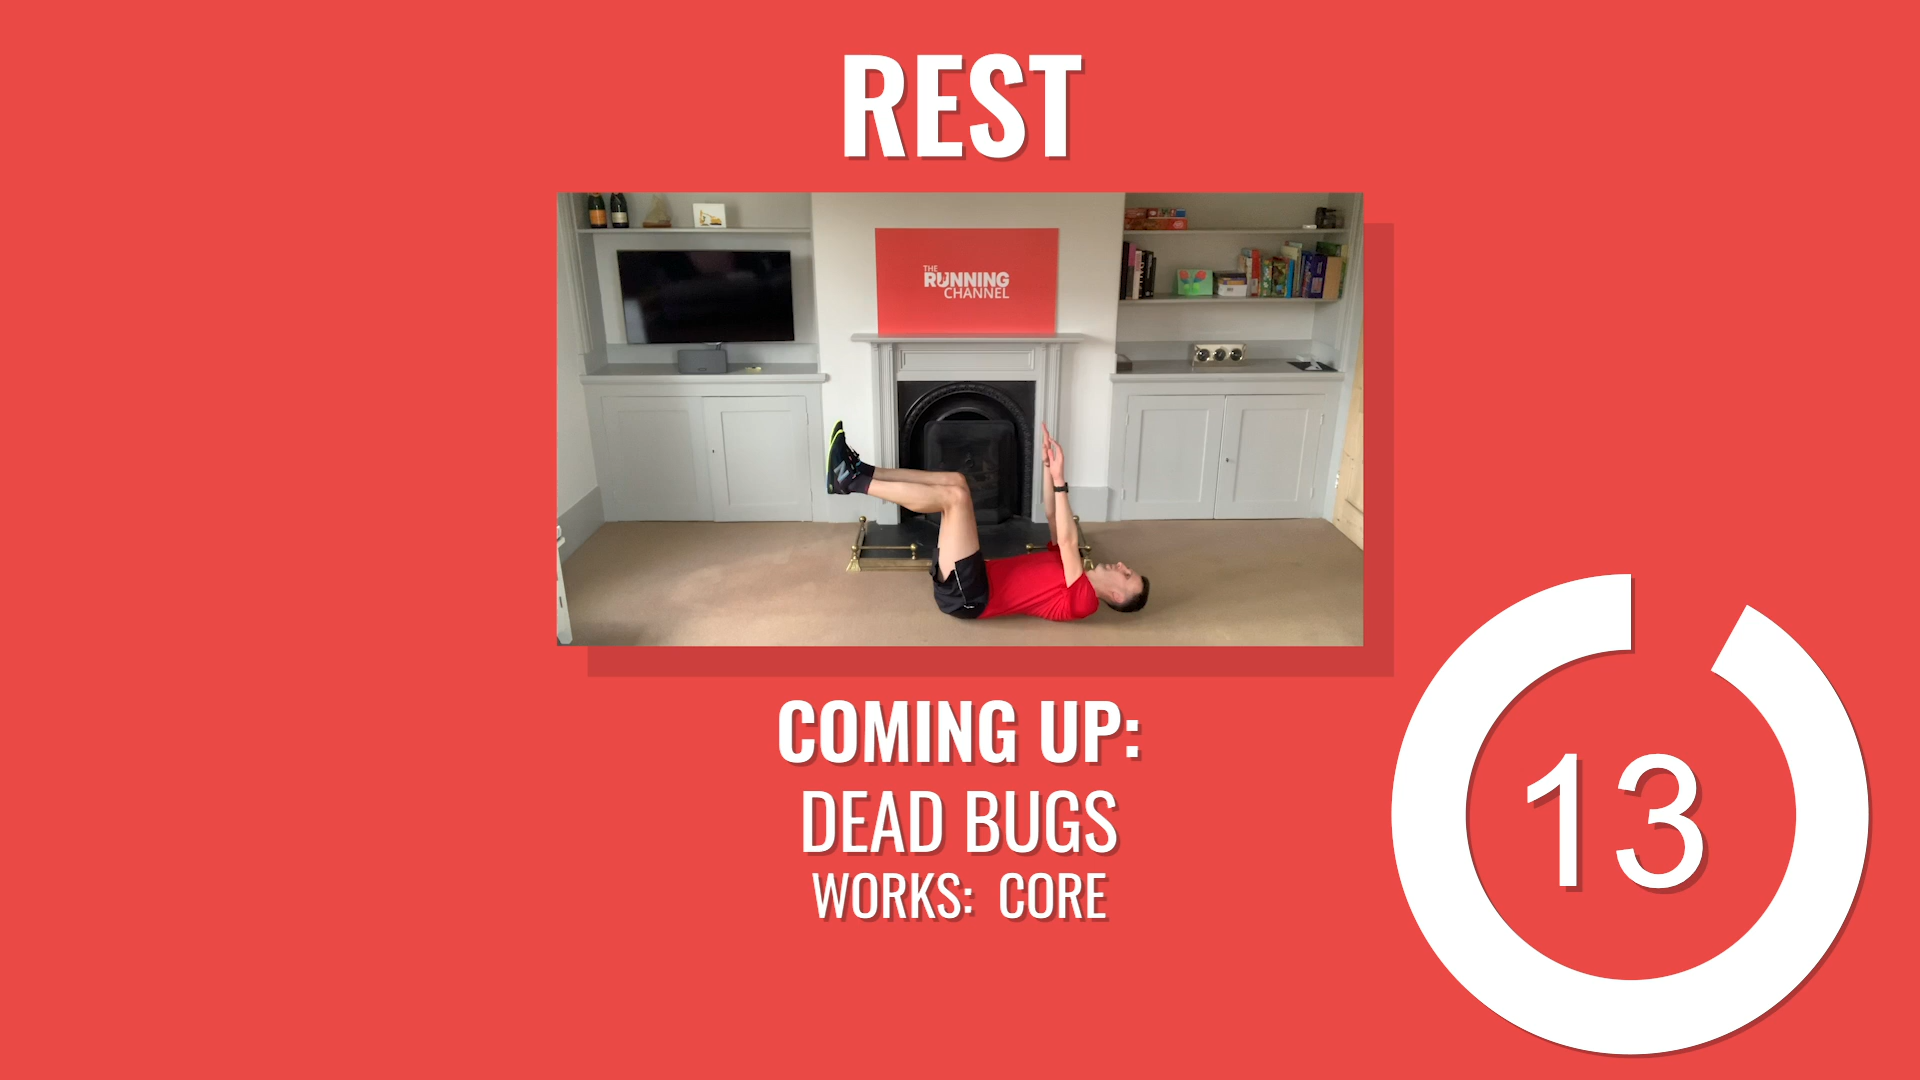 REST
THE
RUNNING
CHANNEL
COMING UP:
DEAD BUGS
WORKS: CORE
13